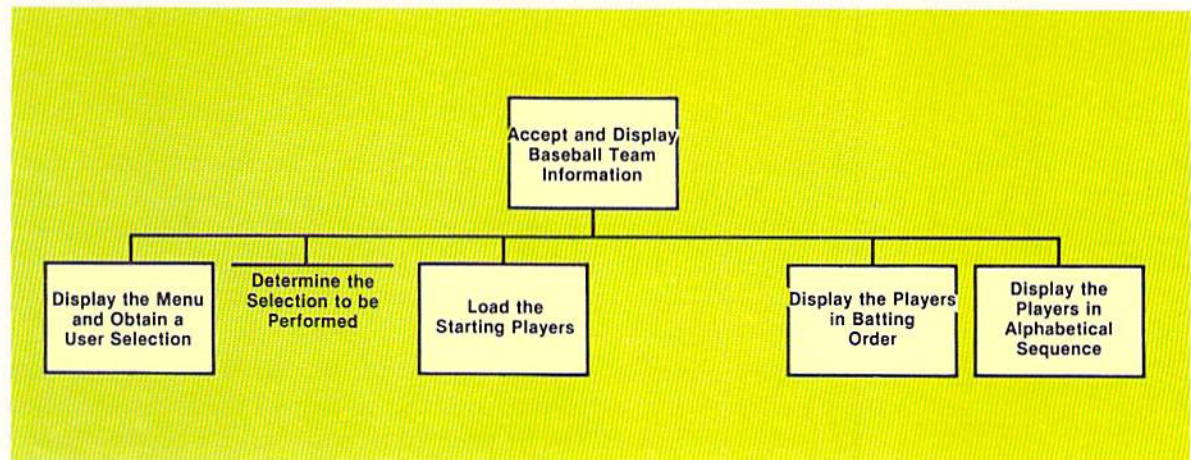 Accept and Display
Baseball Team
Information
Display the Menu
and Obtain a
User Selection
Determine the
Selection to be
Performed
Load the
Starting Players
Display the Players
in Batting
Order
Display the
Players in
Alphabetical
Sequence